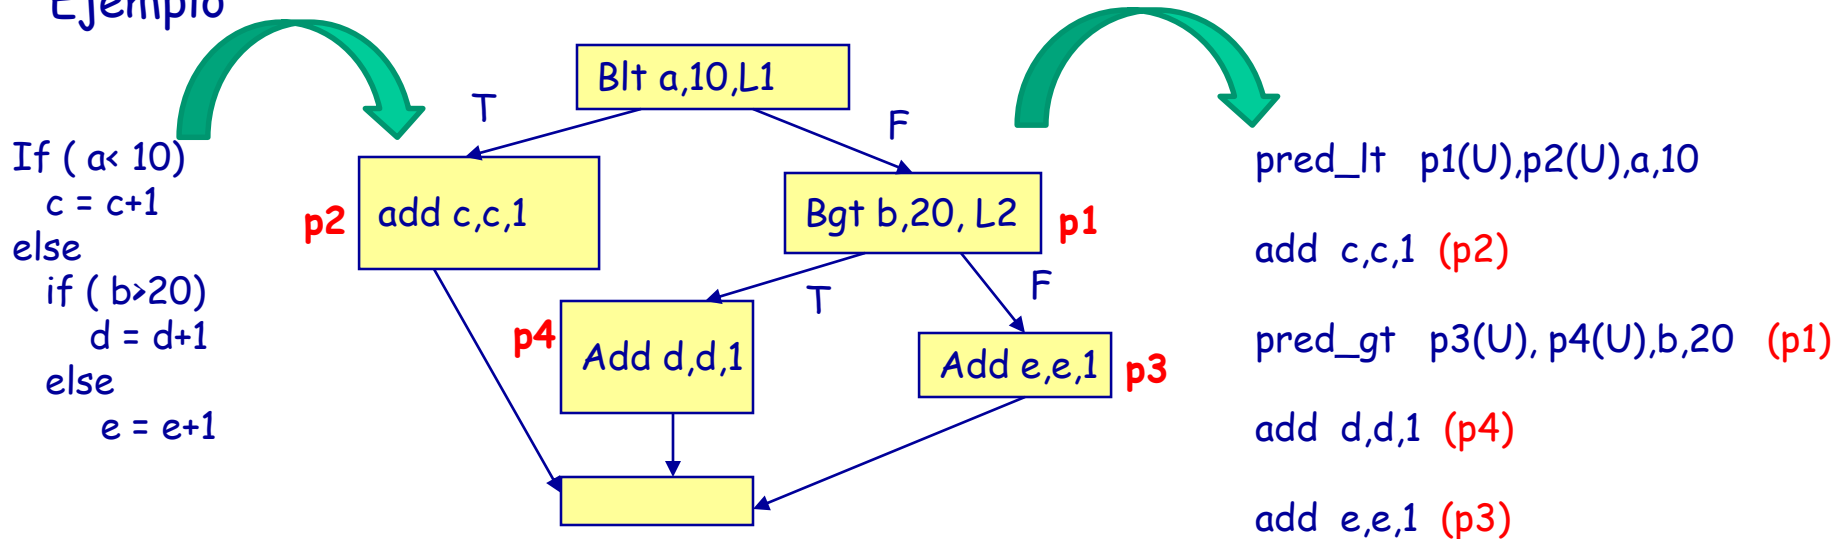 Ejemplo
If ( a< 10)
c = c+1
else
if ( b>20)
d = d+1
else
e = e+1
Blt a,10,L1
T
F
p2
add c,c,1
Bgt b,20, L2
p1
T
F
p4
Add d,d,1
Add e,e,1
p3
pred_lt p1(U),p2(U),a,10
add c,c,1 (p2)
pred_gt p3(U), p4(U),b,20 (p1)
add d,d,1 (p4)
add e,e,1 (p3)